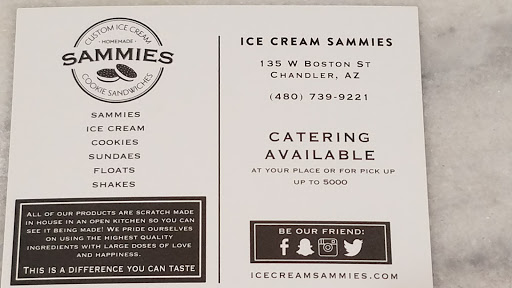 CUSTOM ICE CREAM
· HOMEMADE ·
SAMMIES
COOKIE SANDWICHES
SAMMIES
ICE CREAM
COOKIES
SUNDAES
FLOATS
SHAKES
ALL OF OUR PRODUCTS ARE SCRATCH MADE
IN HOUSE IN AN OPEN KITCHEN SO YOU CAN
SEE IT BEING MADE! WE PRIDE OURSELVES
ON USING THE HIGHEST QUALITY
INGREDIENTS WITH LARGE DOSES OF LOVE
AND HAPPINESS.
THIS IS A DIFFERENCE YOU CAN TASTE
ICE CREAM SAMMIES
135 W BOSTON ST
CHANDLER, AZ
(480) 739-9221
CATERING
AVAILABLE
AT YOUR PLACE OR FOR PICK UP
UP TO 5000
BE OUR FRIEND:
ICECREAMSAMMIES.COM